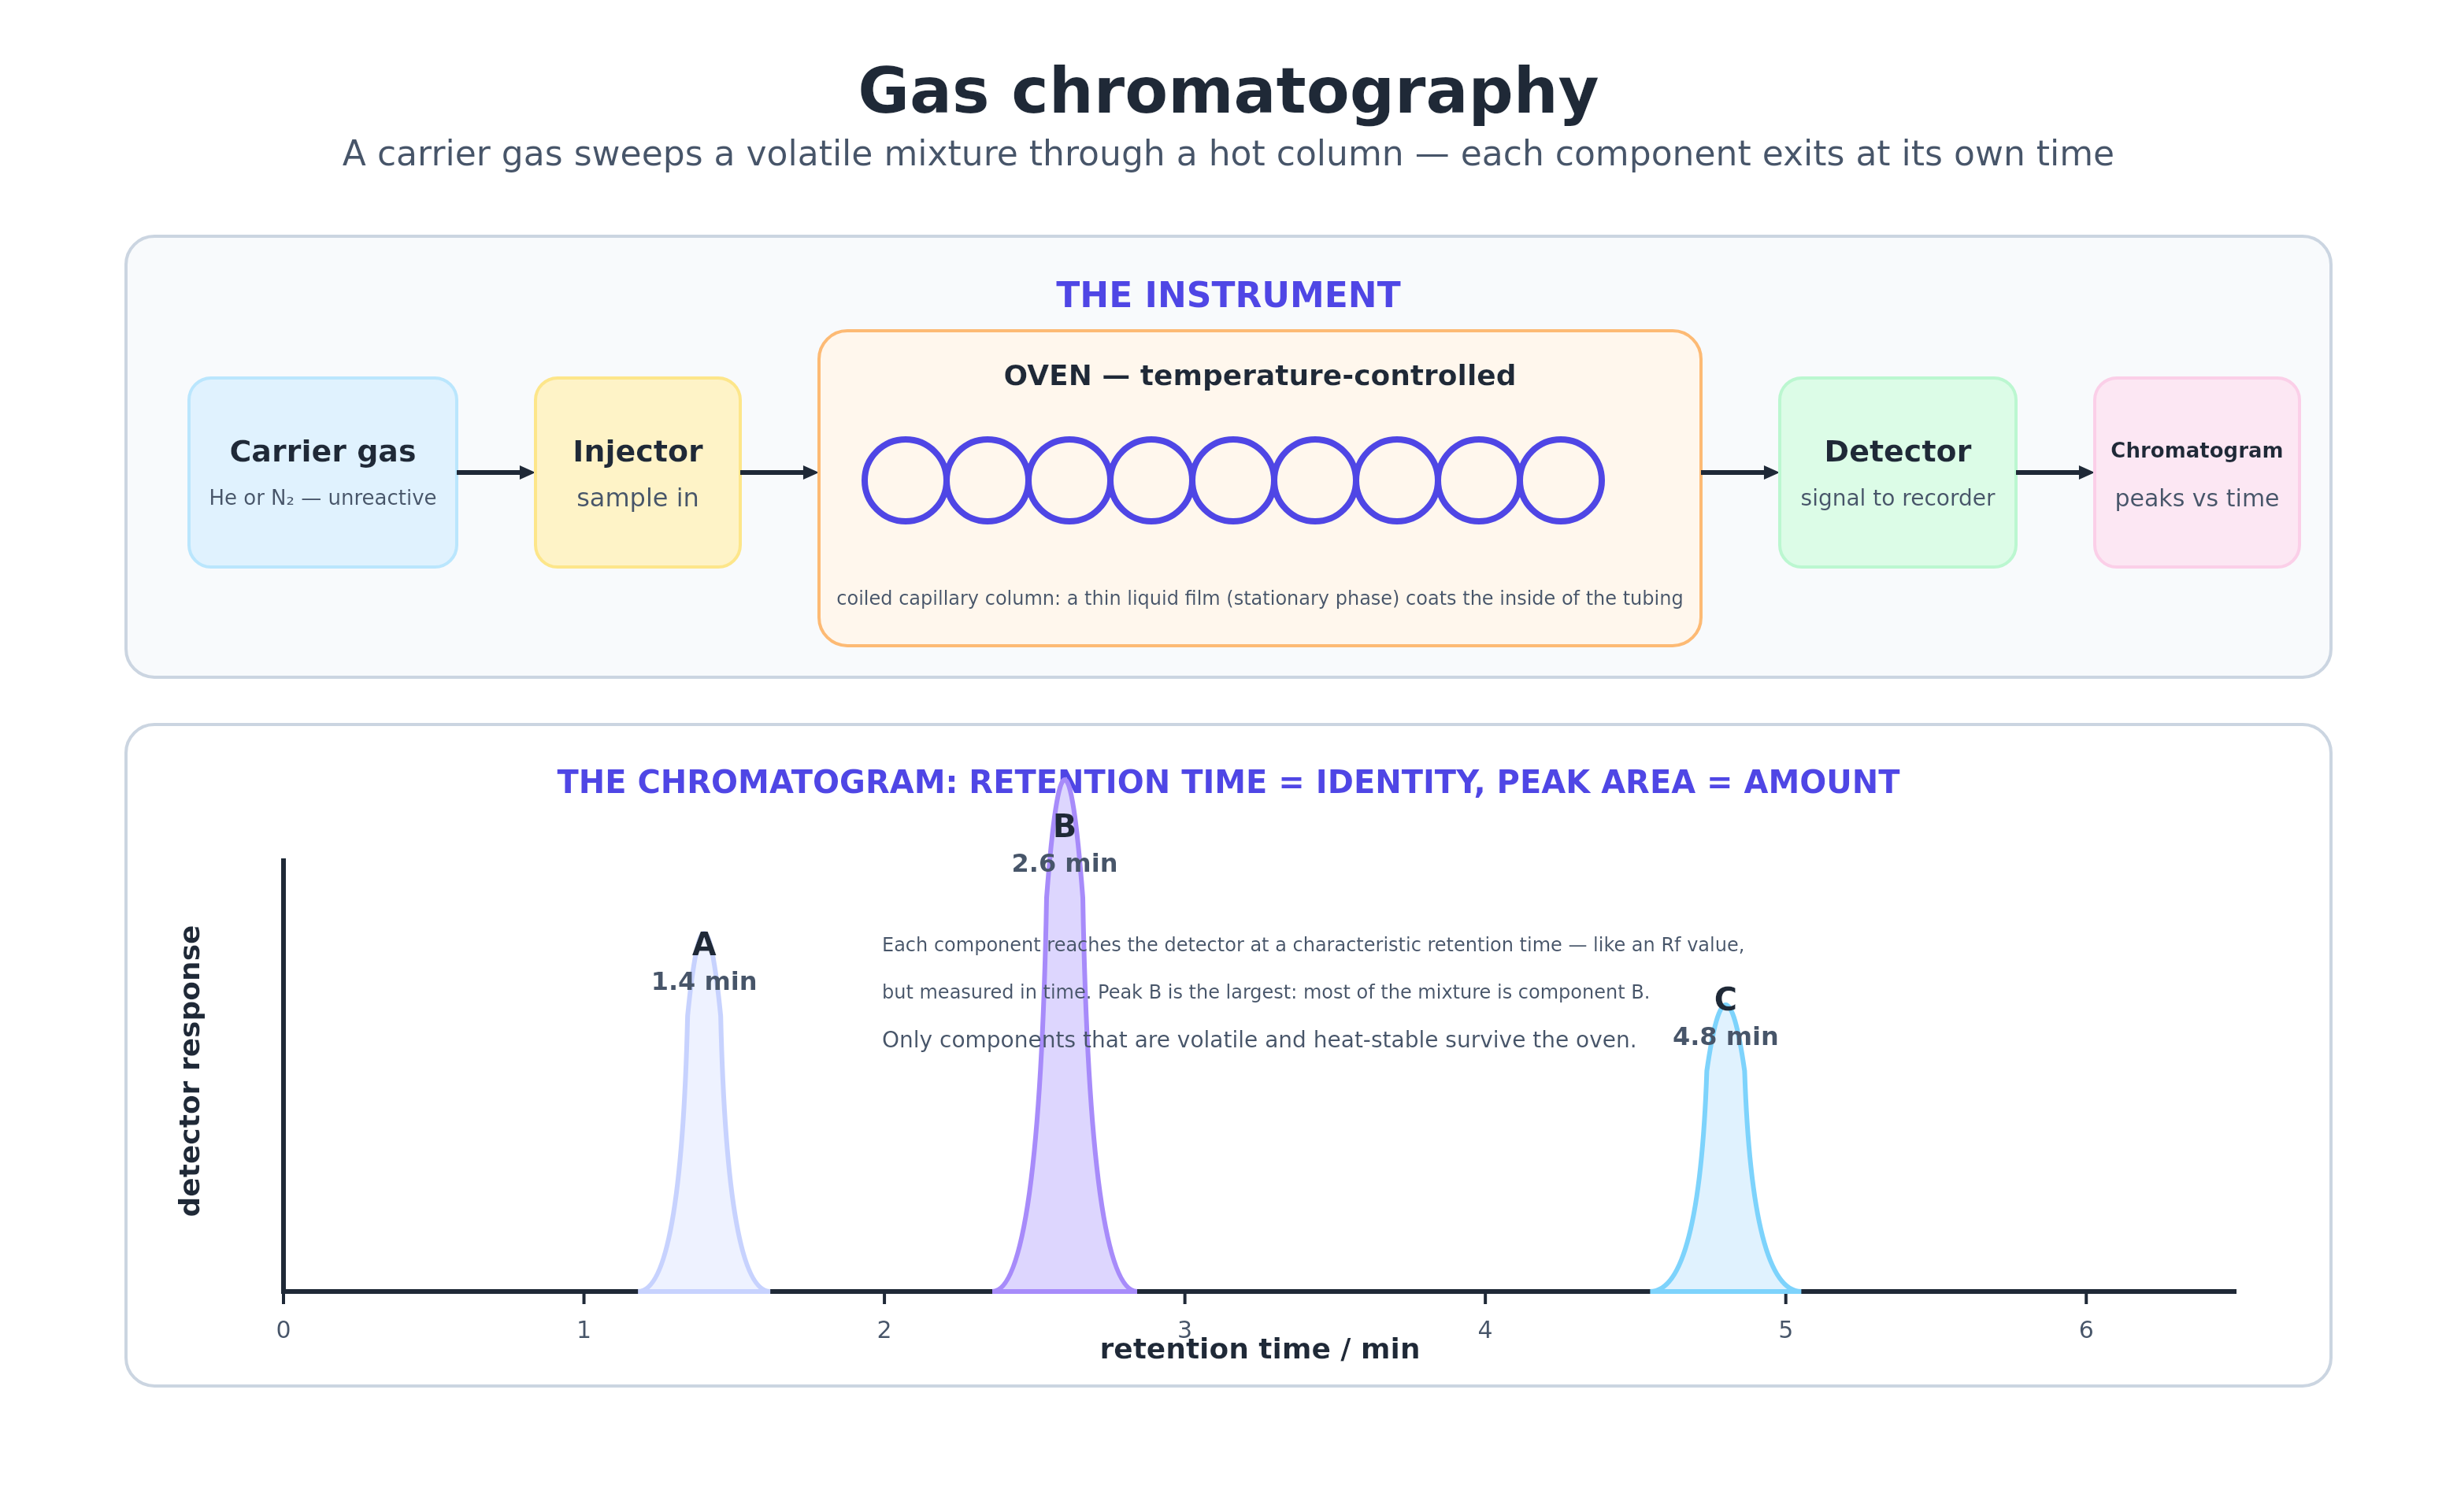 Gas chromatography
A carrier gas sweeps a volatile mixture through a hot column — each component exits at its own time
THE INSTRUMENT
OVEN — temperature-controlled
Carrier gas
He or N₂ — unreactive
Injector
sample in
coiled capillary column: a thin liquid film (stationary phase) coats the inside of the tubing
Detector
signal to recorder
Chromatogram
peaks vs time
THE CHROMATOGRAM: RETENTION TIME = IDENTITY, PEAK AREA = AMOUNT
detector response
A
1.4 min
B
2.6 min
Each component reaches the detector at a characteristic retention time — like an Rf value,
but measured in time. Peak B is the largest: most of the mixture is component B.
Only components that are volatile and heat-stable survive the oven.
C
4.8 min
0 1 2 3 4 5 6
retention time / min